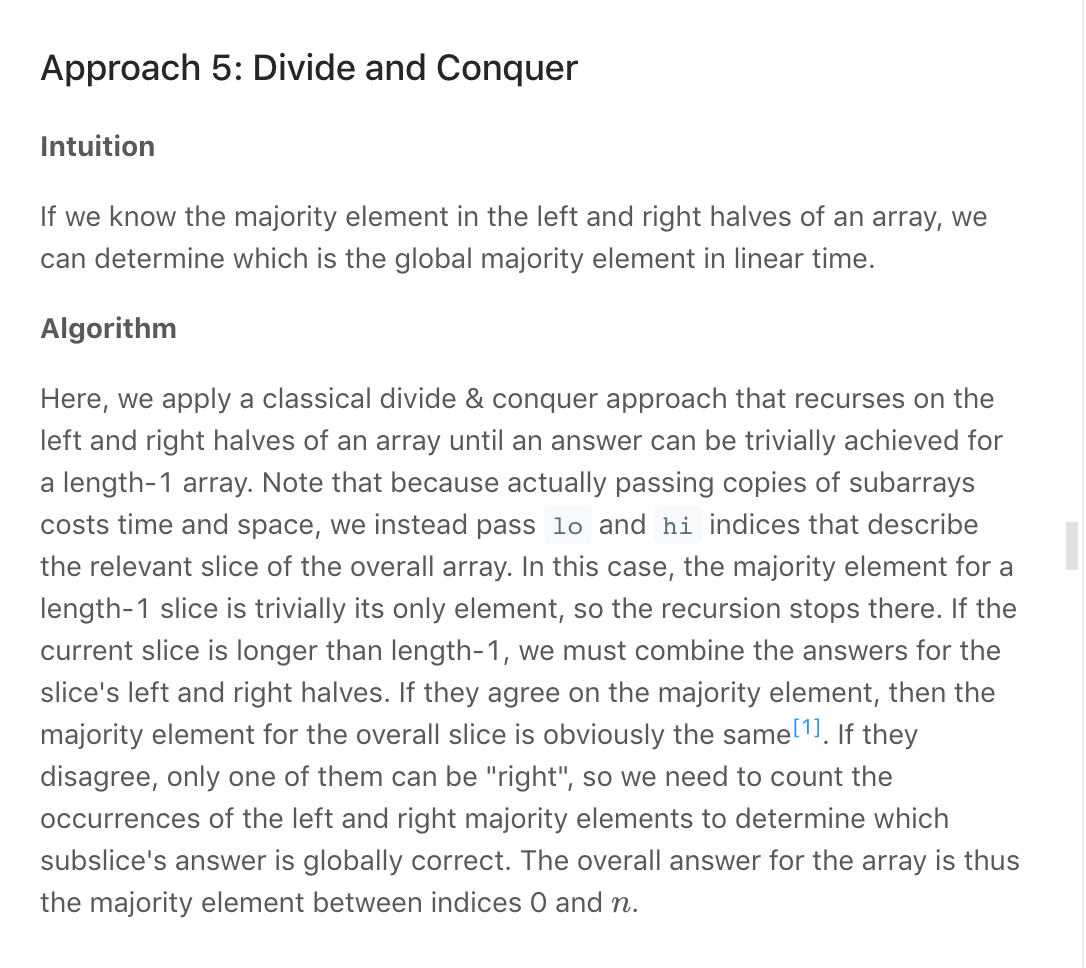 Approach 5: Divide and Conquer
Intuition
If we know the majority element in the left and right halves of an array, we
can determine which is the global majority element in linear time.
Algorithm
Here, we apply a classical divide & conquer approach that recurses on the
left and right halves of an array until an answer can be trivially achieved for
a length-1 array. Note that because actually passing copies of subarrays
costs time and space, we instead pass lo and hi indices that describe
the relevant slice of the overall array. In this case, the majority element for a
length-1 slice is trivially its only element, so the recursion stops there. If the
current slice is longer than length-1, we must combine the answers for the
slice's left and right halves. If they agree on the majority element, then the
majority element for the overall slice is obviously the same[1]. If they
disagree, only one of them can be "right", so we need to count the
occurrences of the left and right majority elements to determine which
subslice's answer is globally correct. The overall answer for the array is thus
the majority element between indices 0 and n.